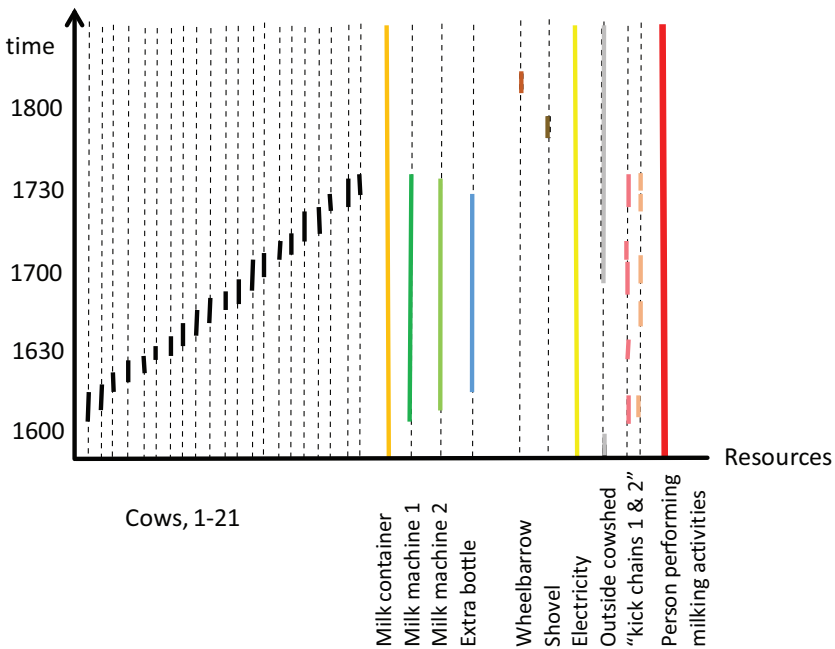 time
1800
1730
1700
1630
1600
Resources
Cows, 1-21
Milk container
Milk machine 1
Milk machine 2
Extra bottle
Wheelbarrow
Shovel
Electricity
Outside cowshed
“kick chains 1 & 2”
Person performing
milking activities